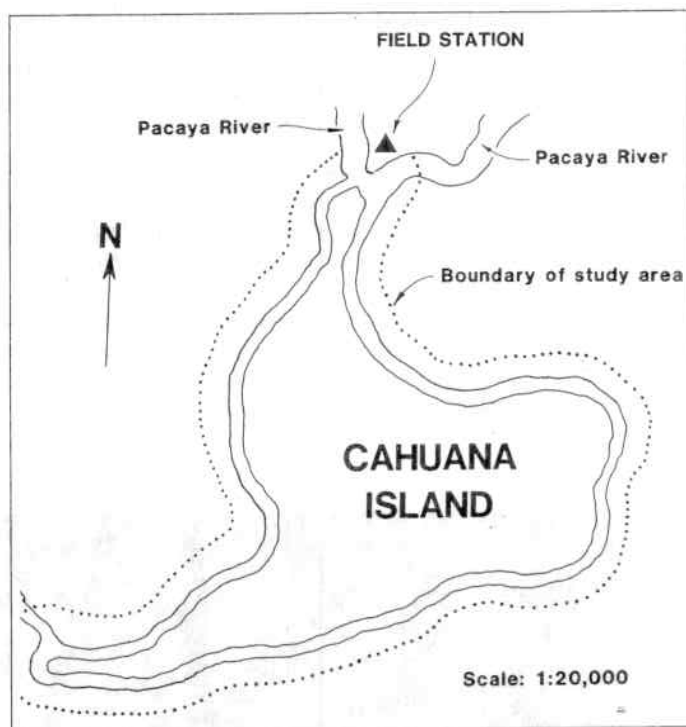 FIELD STATION
Pacaya River
Pacaya River
N
Boundary of study area
CAHUANA
ISLAND
Scale: 1:20,000